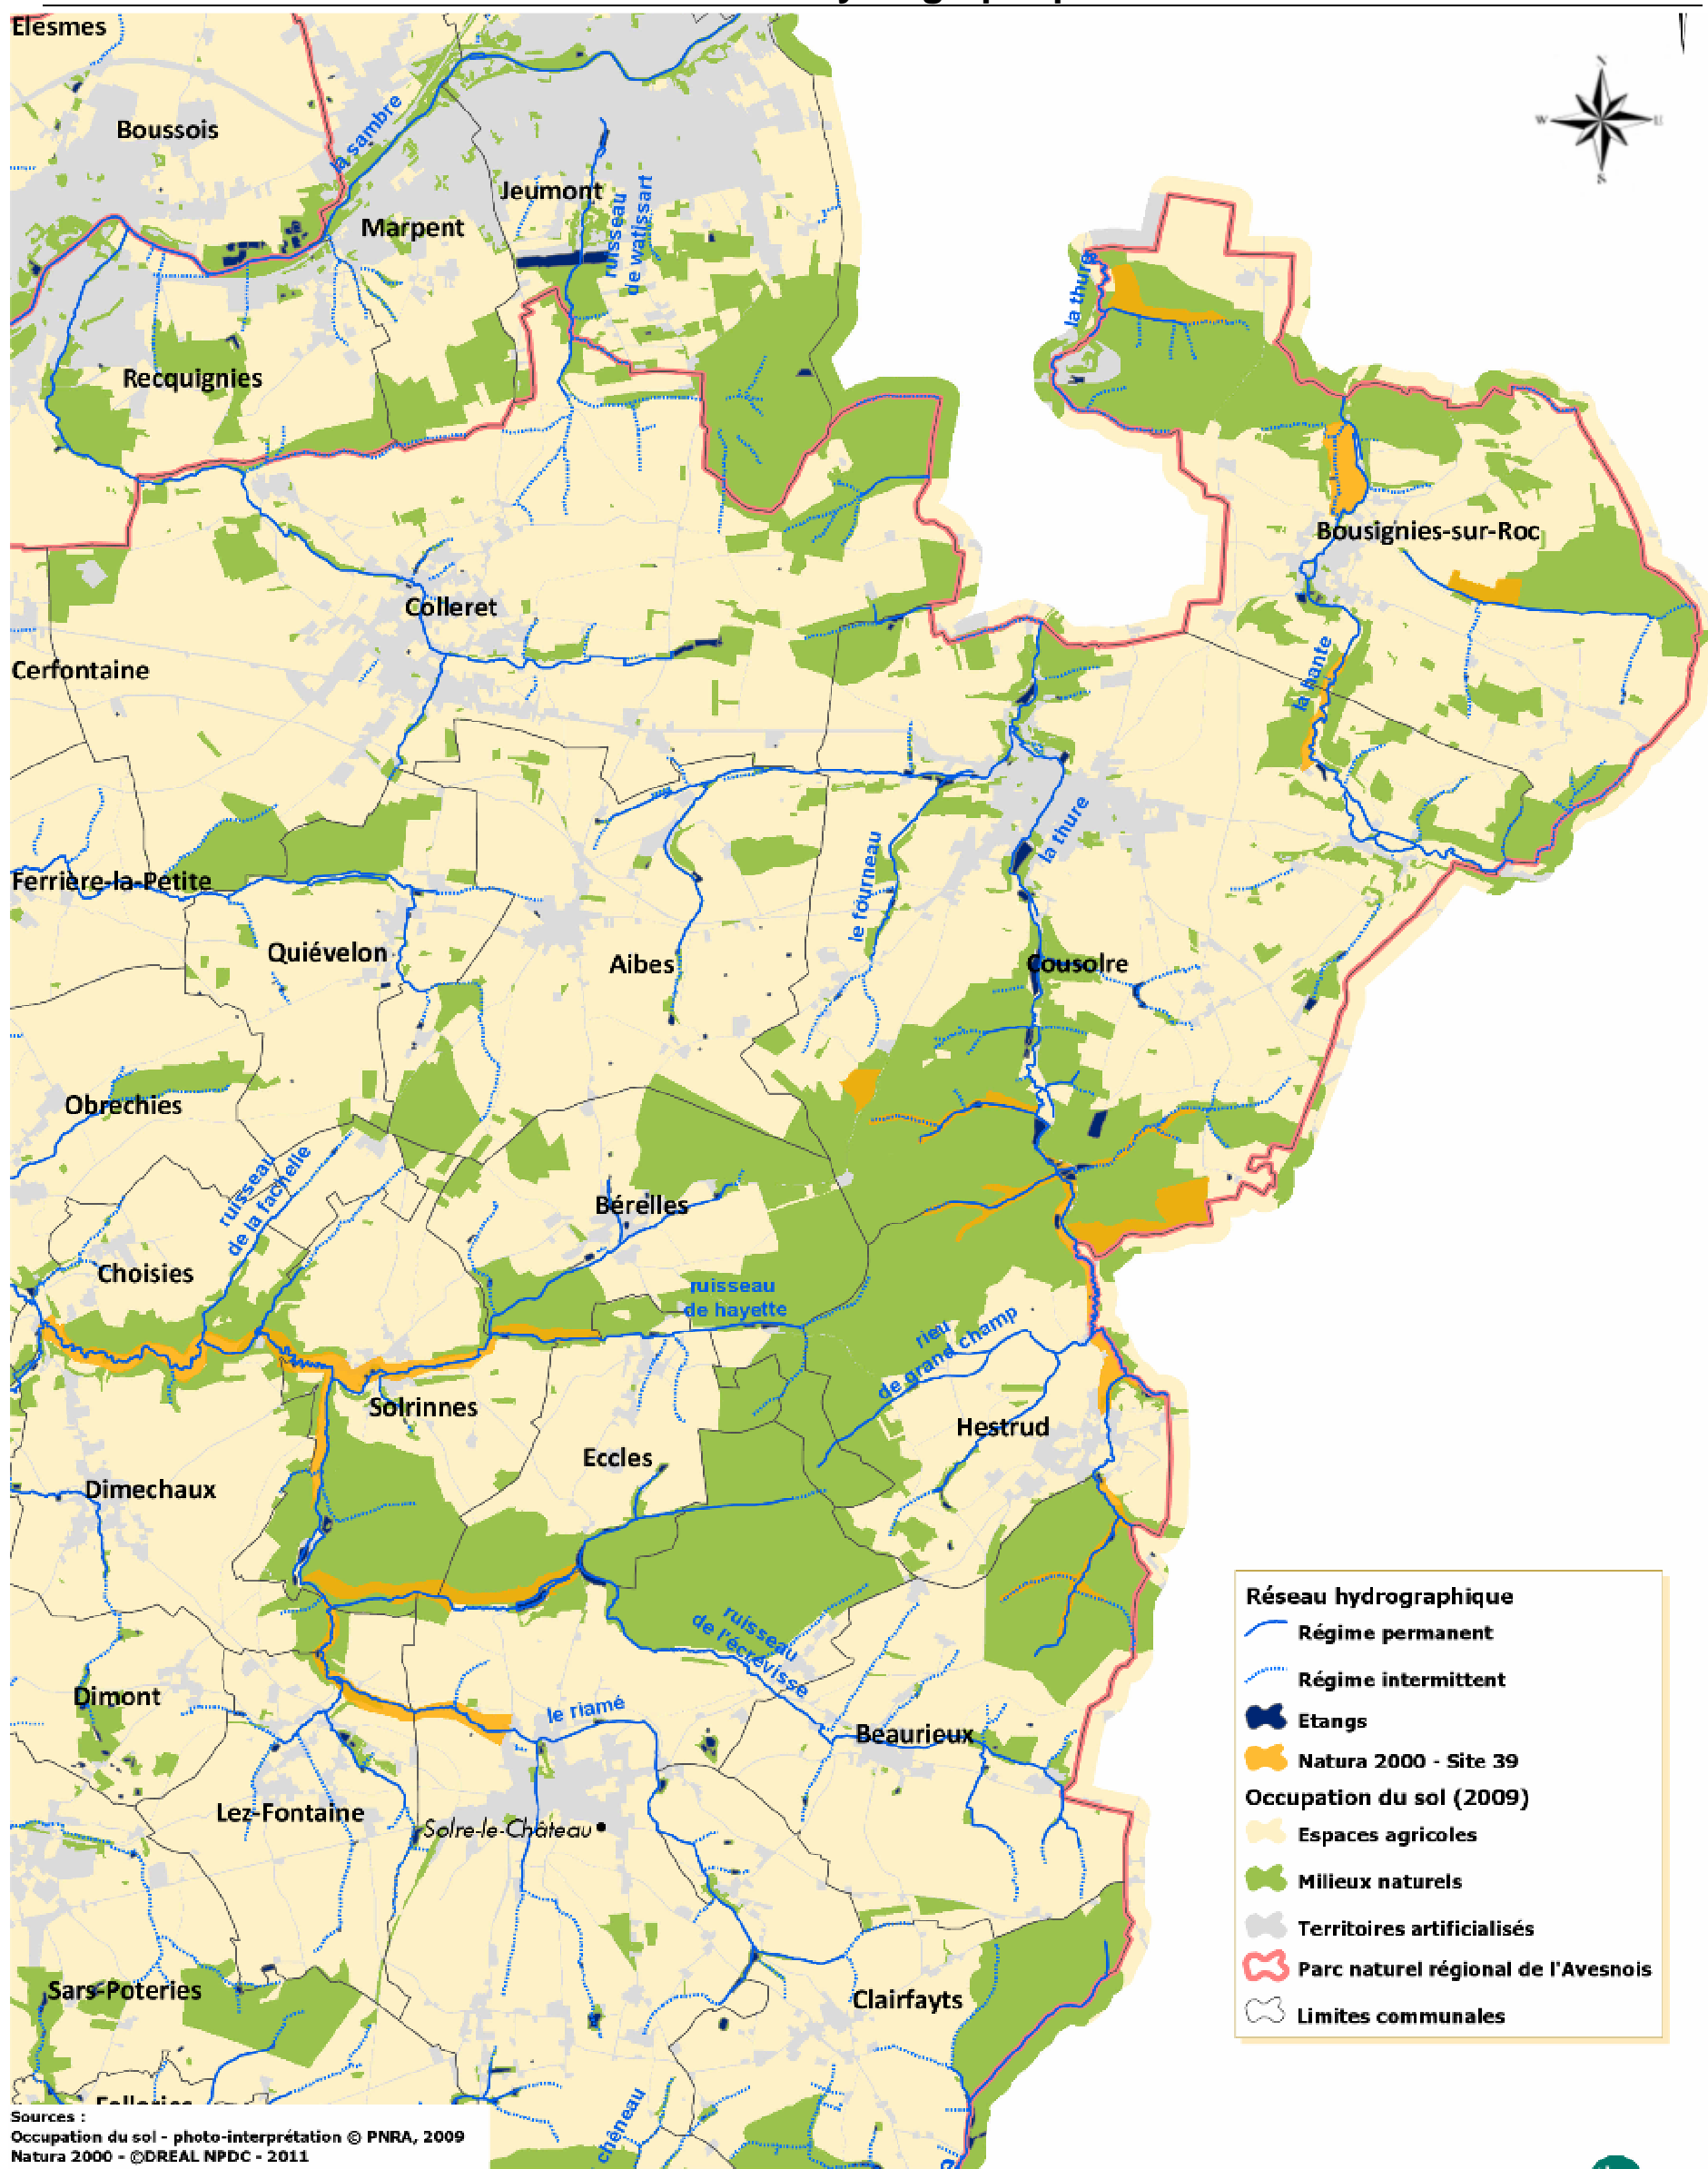 Elesmes
Boussois
la sambre
Jeumont
Marpent
ruisseau
de watissart
N
W
E
S
la thure
Recquignies
Bousignies-sur-Roc
Colleret
Cerfontaine
la hante
la thure
le fourneau
Ferrière-la-Petite
Quiévelon
Aibes
Cousolre
Obrechies
ruisseau
de la fachelle
Bérelles
Choisies
ruisseau
de hayette
rieu
de grand champ
Solrinnes
Hestrud
Eccles
Dimechaux
ruisseau
de l'écrevisse
Dimont
le riamé
Beaurieux
Lez-Fontaine
Solre-le-Château
Sars-Poteries
Clairfayts
chêneau
Réseau hydrographique
Régime permanent
Régime intermittent
Etangs
Natura 2000 - Site 39
Occupation du sol (2009)
Espaces agricoles
Milieux naturels
Territoires artificialisés
Parc naturel régional de l'Avesnois
Limites communales
Sources :
Occupation du sol - photo-interprétation © PNRA, 2009
Natura 2000 - ©DREAL NPDC - 2011